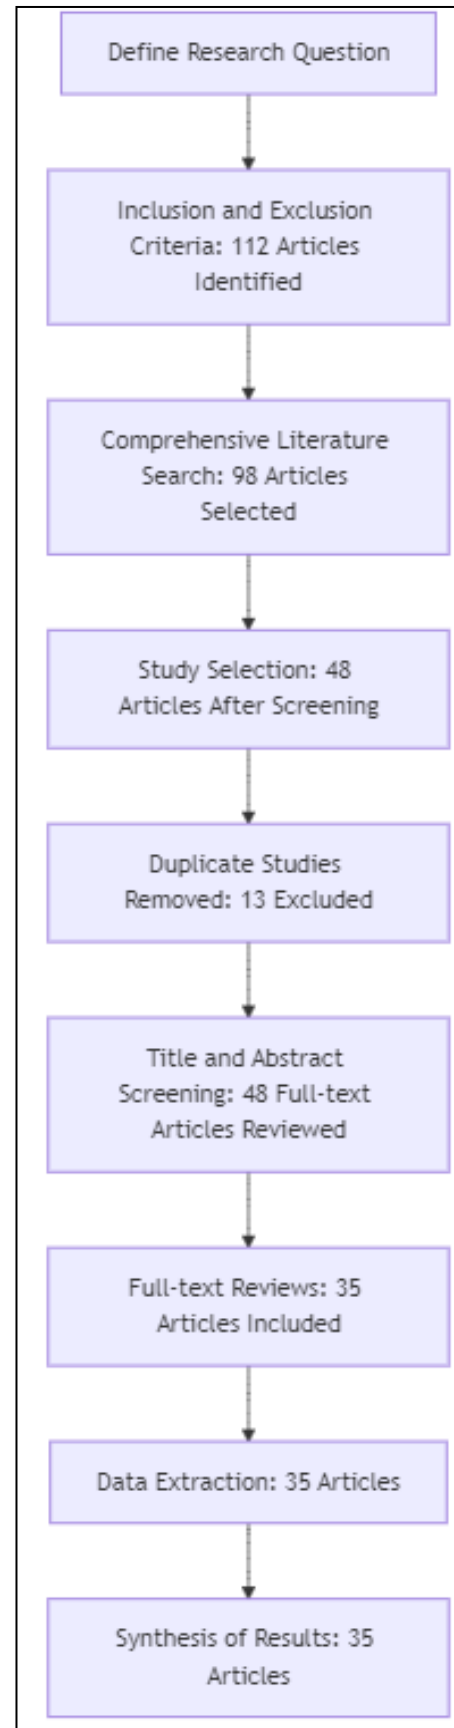 Define Research Question
Inclusion and Exclusion
Criteria: 112 Articles
Identified
Comprehensive Literature
Search: 98 Articles
Selected
Study Selection: 48
Articles After Screening
Duplicate Studies
Removed: 13 Excluded
Title and Abstract
Screening: 48 Full-text
Articles Reviewed
Full-text Reviews: 35
Articles Included
Data Extraction: 35 Articles
Synthesis of Results: 35
Articles